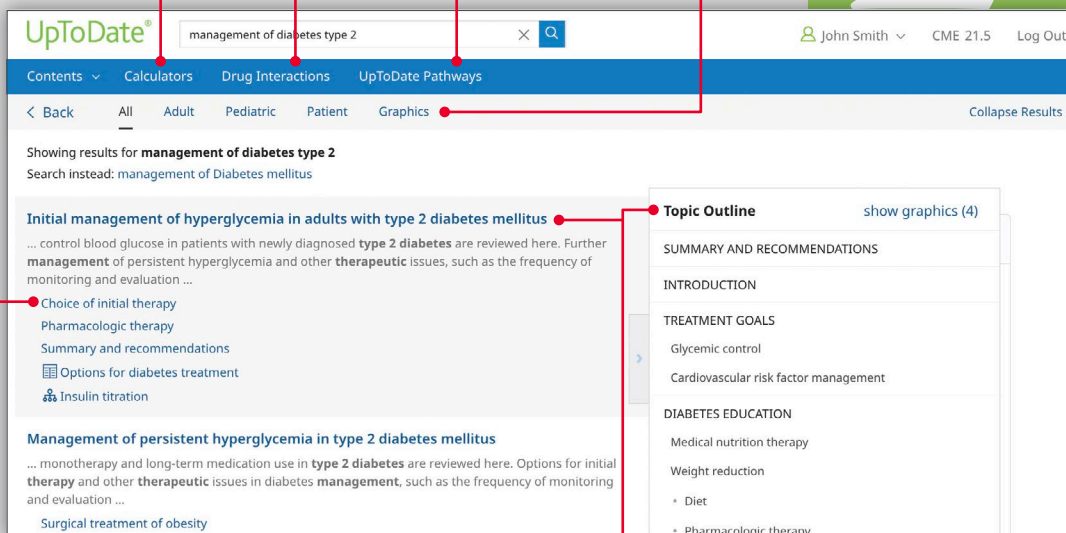 UpToDate®
management of diabetes type 2
John Smith
CME 21.5
Log Out
Contents
Calculators
Drug Interactions
UpToDate Pathways
Back
All
Adult
Pediatric
Patient
Graphics
Collapse Results
Showing results for management of diabetes type 2
Search instead: management of Diabetes mellitus
Initial management of hyperglycemia in adults with type 2 diabetes mellitus
... control blood glucose in patients with newly diagnosed type 2 diabetes are reviewed here. Further
management of persistent hyperglycemia and other therapeutic issues, such as the frequency of
monitoring and evaluation ...
Choice of initial therapy
Pharmacologic therapy
Summary and recommendations
Options for diabetes treatment
Insulin titration
Management of persistent hyperglycemia in type 2 diabetes mellitus
... monotherapy and long-term medication use in type 2 diabetes are reviewed here. Options for initial
therapy and other therapeutic issues in diabetes management, such as the frequency of monitoring
and evaluation ...
Surgical treatment of obesity
Topic Outline
show graphics (4)
SUMMARY AND RECOMMENDATIONS
INTRODUCTION
TREATMENT GOALS
Glycemic control
Cardiovascular risk factor management
DIABETES EDUCATION
Medical nutrition therapy
Weight reduction
• Diet
• Pharmacologic therapy